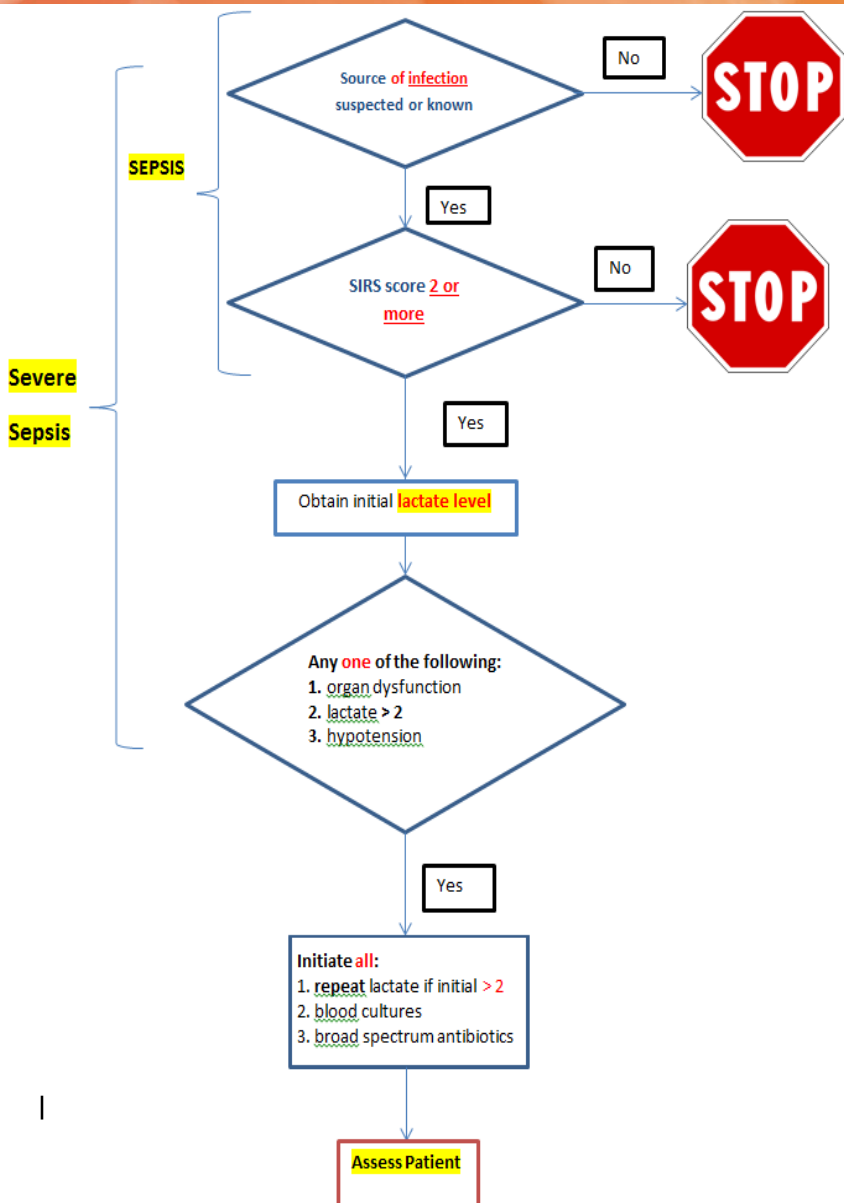 Source of infection
suspected or known
No
STOP
SEPSIS
Yes
SIRS score 2 or
more
No
STOP
Severe
Sepsis
Yes
Obtain initial lactate level
Any one of the following:
1. organ dysfunction
2. lactate > 2
3. hypotension
Yes
Initiate all:
1. repeat lactate if initial > 2
2. blood cultures
3. broad spectrum antibiotics
Assess Patient